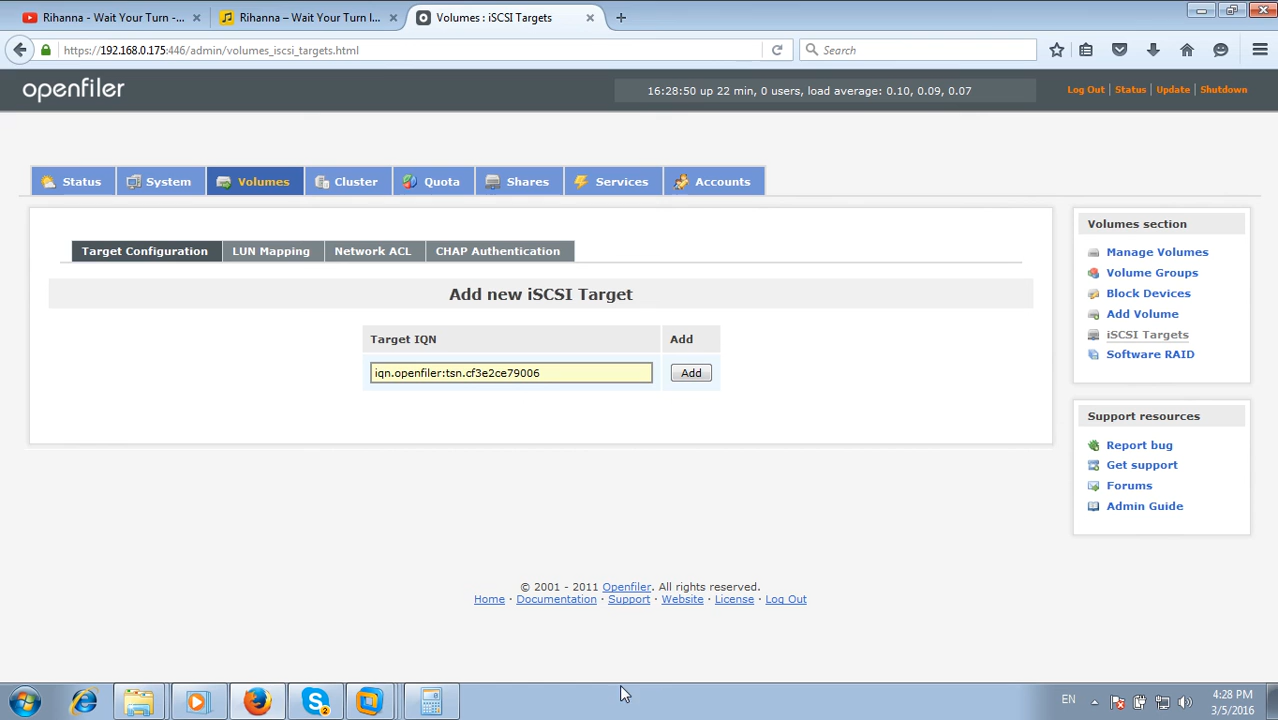 Rihanna - Wait Your Turn -...
Rihanna – Wait Your Turn I...
Volumes : iSCSI Targets
https://192.168.0.175:446/admin/volumes_iscsi_targets.html
Search
openfiler
16:28:50 up 22 min, 0 users, load average: 0.10, 0.09, 0.07
Log Out | Status | Update | Shutdown
Status
System
Volumes
Cluster
Quota
Shares
Services
Accounts
Target Configuration
LUN Mapping
Network ACL
CHAP Authentication
Add new iSCSI Target
Target IQN
Add
iqn.openfiler:tsn.cf3e2ce79006
Add
Volumes section
Manage Volumes
Volume Groups
Block Devices
Add Volume
iSCSI Targets
Software RAID
Support resources
Report bug
Get support
Forums
Admin Guide
© 2001 - 2011 Openfiler. All rights reserved.
Home · Documentation · Support · Website · License · Log Out
2
EN
4:28 PM
3/5/2016